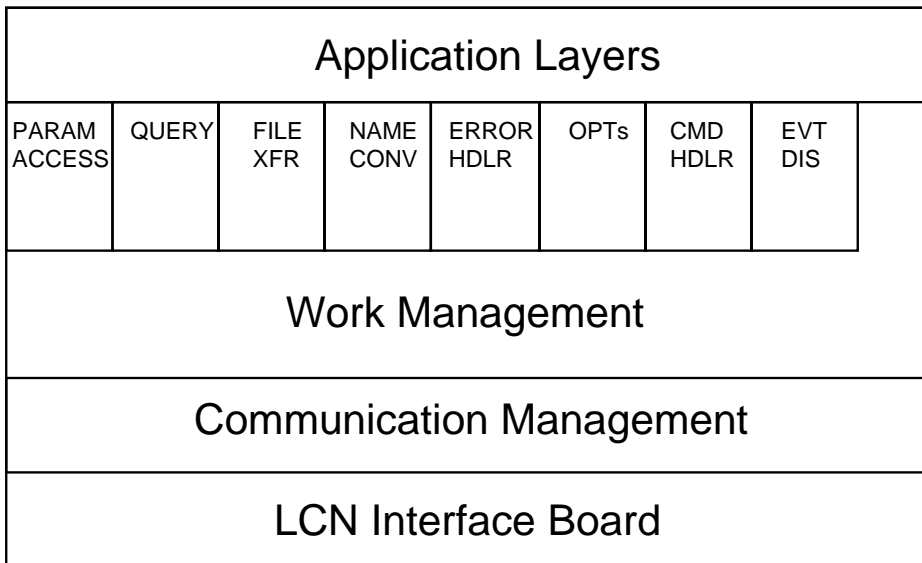 Application Layers
PARAM
ACCESS
QUERY
FILE
XFR
NAME
CONV
ERROR
HDLR
OPTs
CMD
HDLR
EVT
DIS
Work Management
Communication Management
LCN Interface Board